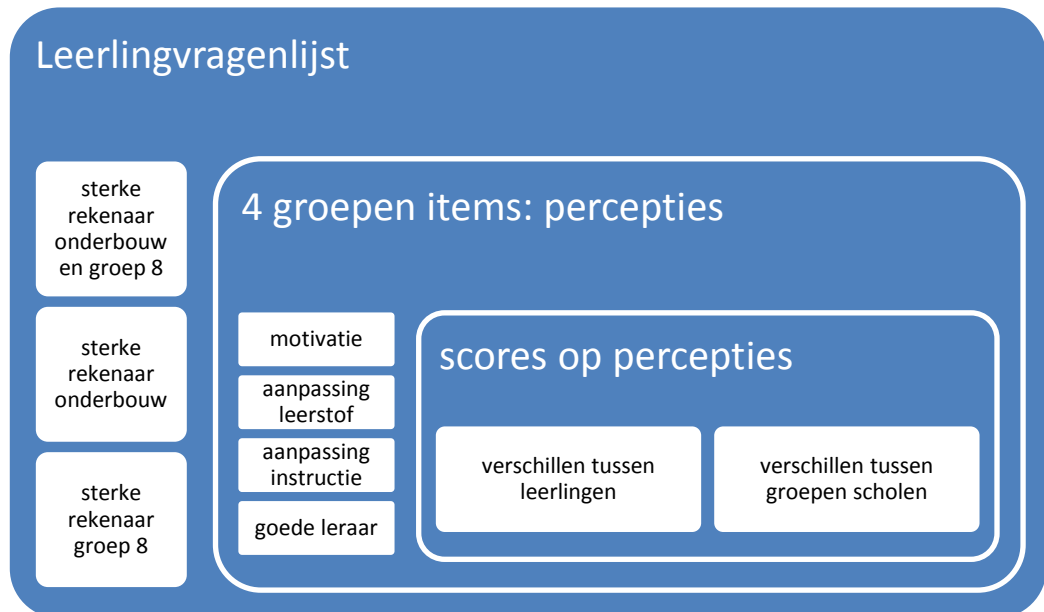 Leerlingvragenlijst
sterke
rekenaar
onderbouw
en groep 8
sterke
rekenaar
onderbouw
sterke
rekenaar
groep 8
4 groepen items: percepties
motivatie
aanpassing
leerstof
aanpassing
instructie
goede leraar
scores op percepties
verschillen tussen
leerlingen
verschillen tussen
groepen scholen